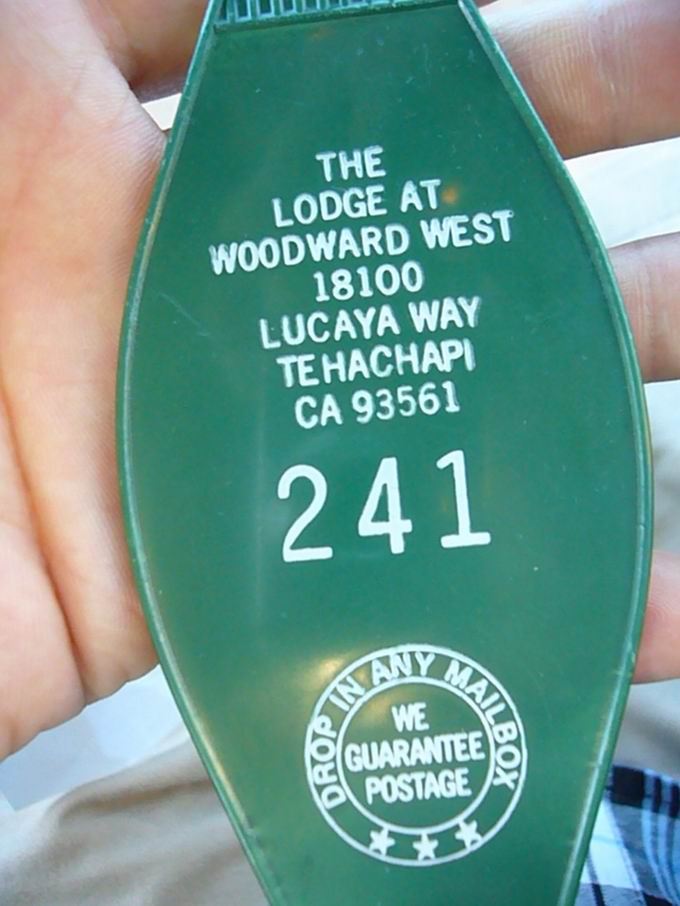 THE
LODGE AT
WOODWARD WEST
18100
LUCAYA WAY
TEHACHAPI
CA 93561
241
DROP IN ANY MAILBOX
WE
GUARANTEE
POSTAGE